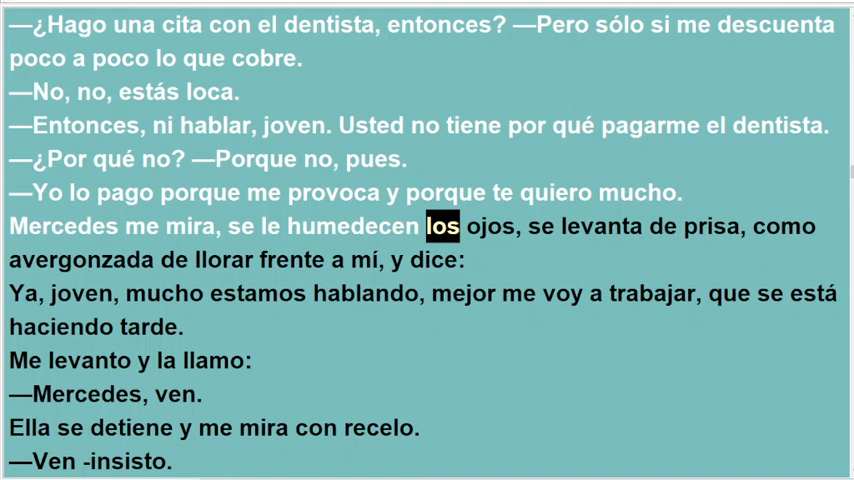 —¿Hago una cita con el dentista, entonces? —Pero sólo si me descuenta
poco a poco lo que cobre.
—No, no, estás loca.
—Entonces, ni hablar, joven. Usted no tiene por qué pagarme el dentista.
—¿Por qué no? —Porque no, pues.
—Yo lo pago porque me provoca y porque te quiero mucho.
Mercedes me mira, se le humedecen los ojos, se levanta de prisa, como
avergonzada de llorar frente a mí, y dice:
Ya, joven, mucho estamos hablando, mejor me voy a trabajar, que se está
haciendo tarde.
Me levanto y la llamo:
—Mercedes, ven.
Ella se detiene y me mira con recelo.
—Ven -insisto.